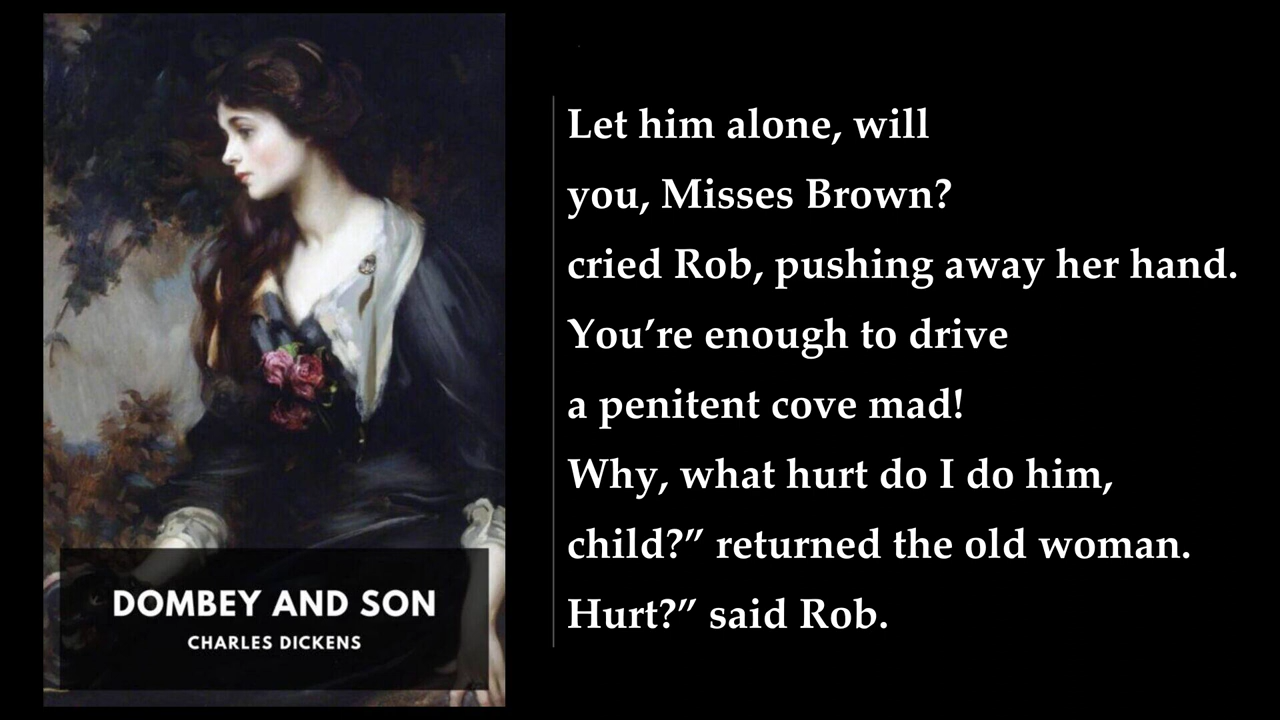 DOMBEY AND SON
CHARLES DICKENS
Let him alone, will
you, Misses Brown?
cried Rob, pushing away her hand.
You’re enough to drive
a penitent cove mad!
Why, what hurt do I do him,
child?” returned the old woman.
Hurt?” said Rob.